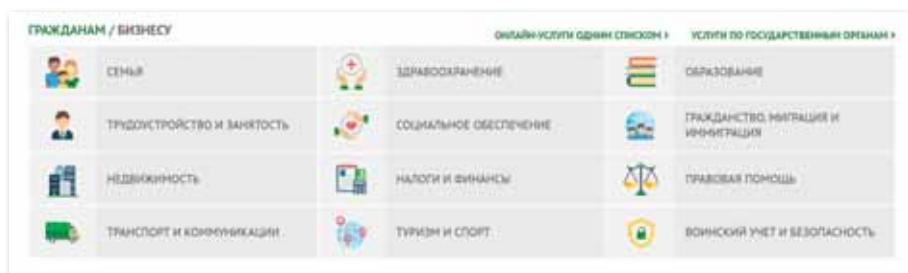 ГРАЖДАНАМ / БИЗНЕСУ
ОНЛАЙН-УСЛУГИ ОДНИМ СПИСКОМ
УСЛУГИ ПО ГОСУДАРСТВЕННЫМ ОРГАНАМ
СЕМЬЯ
ЗДРАВООХРАНЕНИЕ
ОБРАЗОВАНИЕ
ТРУДОУСТРОЙСТВО И ЗАНЯТОСТЬ
СОЦИАЛЬНОЕ ОБЕСПЕЧЕНИЕ
ГРАЖДАНСТВО, МИГРАЦИЯ И
ИММИГРАЦИЯ
НЕДВИЖИМОСТЬ
НАЛОГИ И ФИНАНСЫ
ПРАВОВАЯ ПОМОЩЬ
ТРАНСПОРТ И КОММУНИКАЦИИ
ТУРИЗМ И СПОРТ
ВОИНСКИЙ УЧЕТ И БЕЗОПАСНОСТЬ